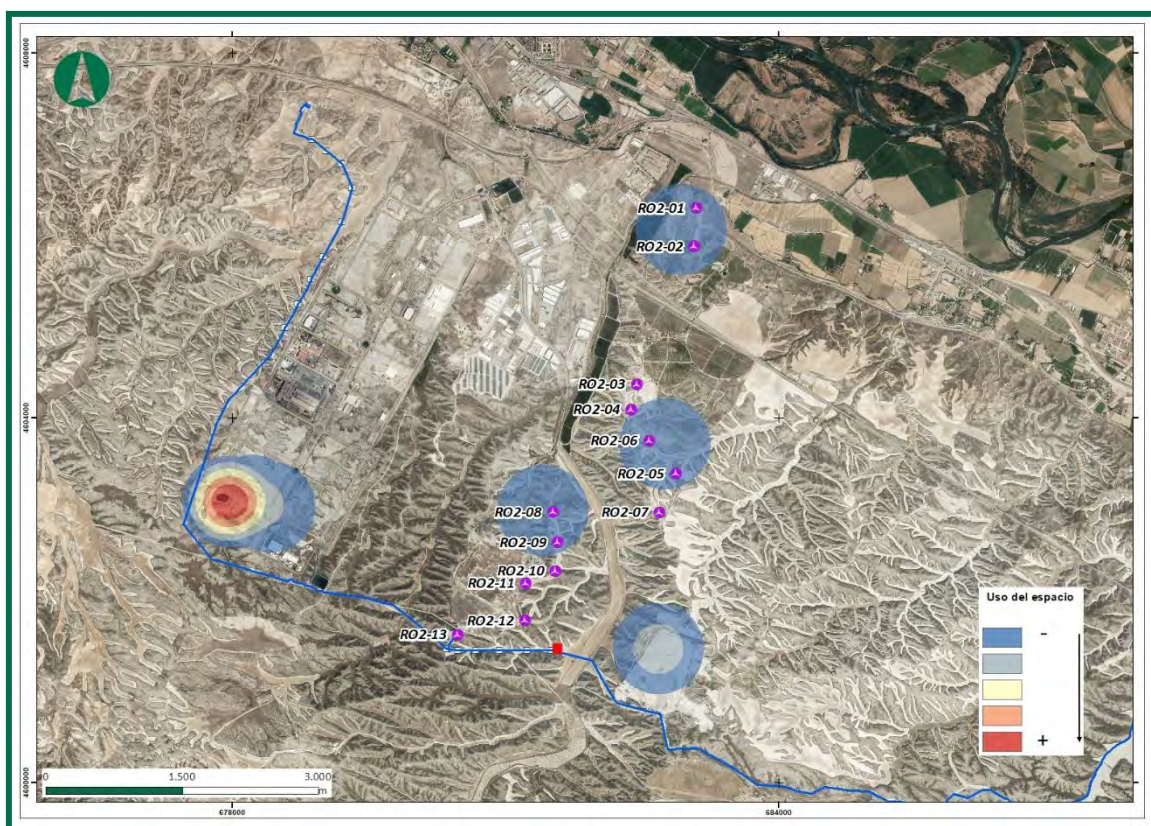 4608000
RO2-01
RO2-02
RO2-03
RO2-04
4604000
RO2-06
RO2-05
RO2-08
RO2-07
RO2-09
RO2-10
RO2-11
RO2-12
RO2-13
Uso del espacio
-
+
0 1.500 3.000
m
4600000
678000 684000